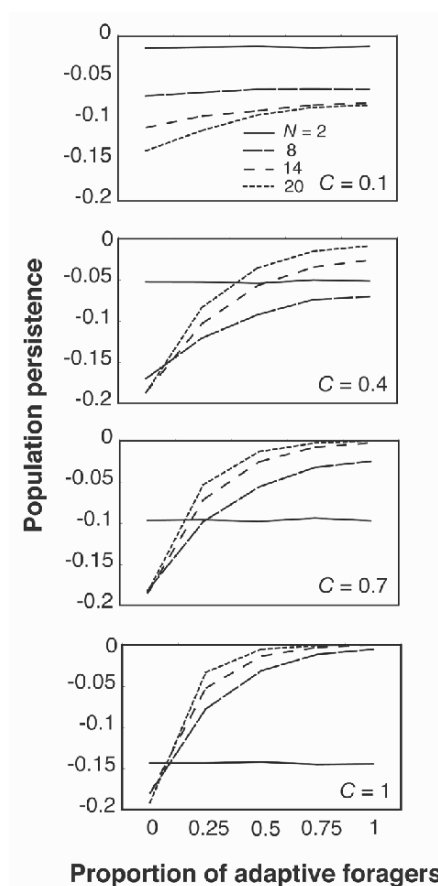 0
-0.05
-0.1
-0.15
-0.2
N = 2
8
14
20
C = 0.1
0
-0.05
-0.1
-0.15
-0.2
C = 0.4
0
-0.05
-0.1
-0.15
-0.2
C = 0.7
0
-0.05
-0.1
-0.15
-0.2
C = 1
0 0.25 0.5 0.75 1
Population persistence
Proportion of adaptive foragers